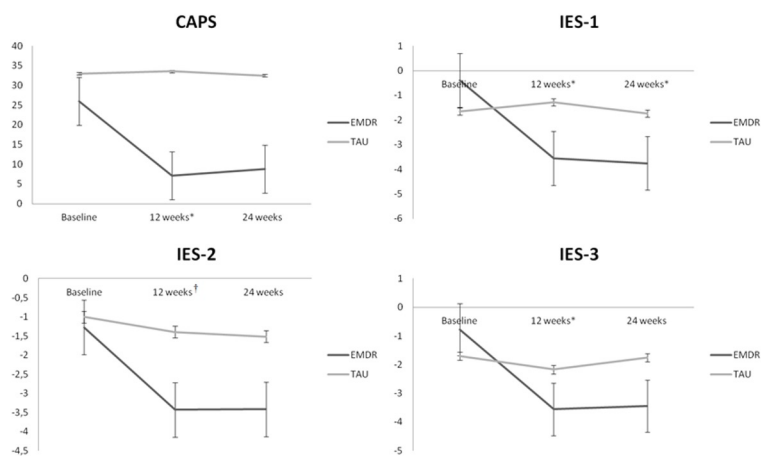 CAPS
40
35
30
25
20
15
10
5
0
Baseline 12 weeks* 24 weeks
EMDR
TAU
IES-1
1
0
-1
-2
-3
-4
-5
-6
Baseline 12 weeks* 24 weeks*
EMDR
TAU
IES-2
0
-0,5
-1
-1,5
-2
-2,5
-3
-3,5
-4
-4,5
Baseline 12 weeks† 24 weeks
EMDR
TAU
IES-3
1
0
-1
-2
-3
-4
-5
Baseline 12 weeks* 24 weeks
EMDR
TAU